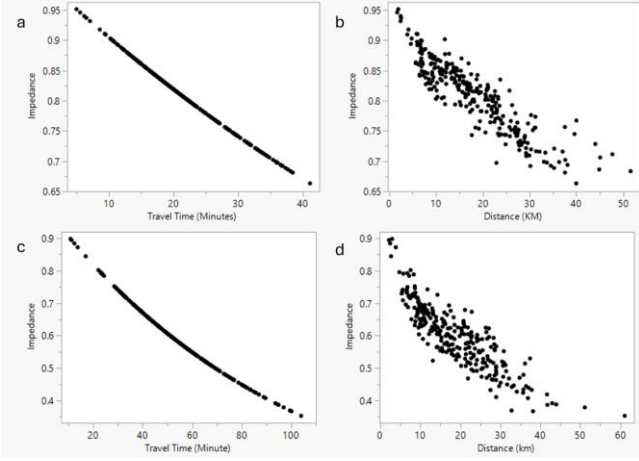 a
0.95
0.9
0.85
0.8
0.75
0.7
0.65
Impedance
0 10 20 30 40
Travel Time (Minutes)
b
0.95
0.9
0.85
0.8
0.75
0.7
0.65
Impedance
0 10 20 30 40 50
Distance (KM)
c
0.9
0.8
0.7
0.6
0.5
0.4
Impedance
20 40 60 80 100
Travel Time (Minute)
d
0.9
0.8
0.7
0.6
0.5
0.4
Impedance
0 10 20 30 40 50 60
Distance (km)